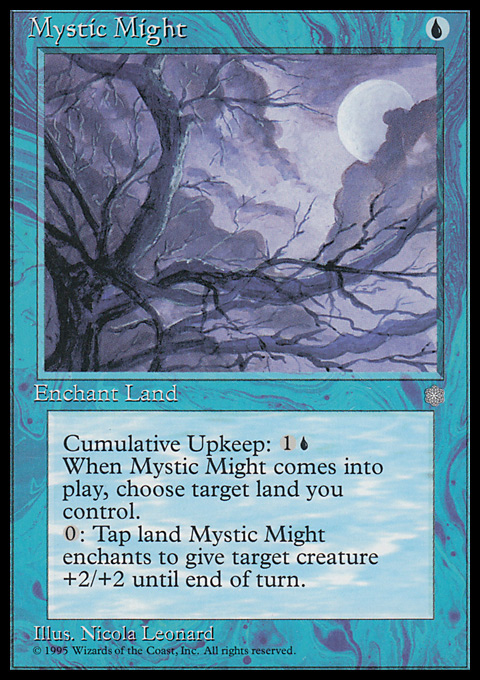 Mystic Might
Enchant Land
Cumulative Upkeep: 1
When Mystic Might comes into
play, choose target land you
control.
0: Tap land Mystic Might
enchants to give target creature
+2/+2 until end of turn.
Illus. Nicola Leonard
© 1995 Wizards of the Coast, Inc. All rights reserved.